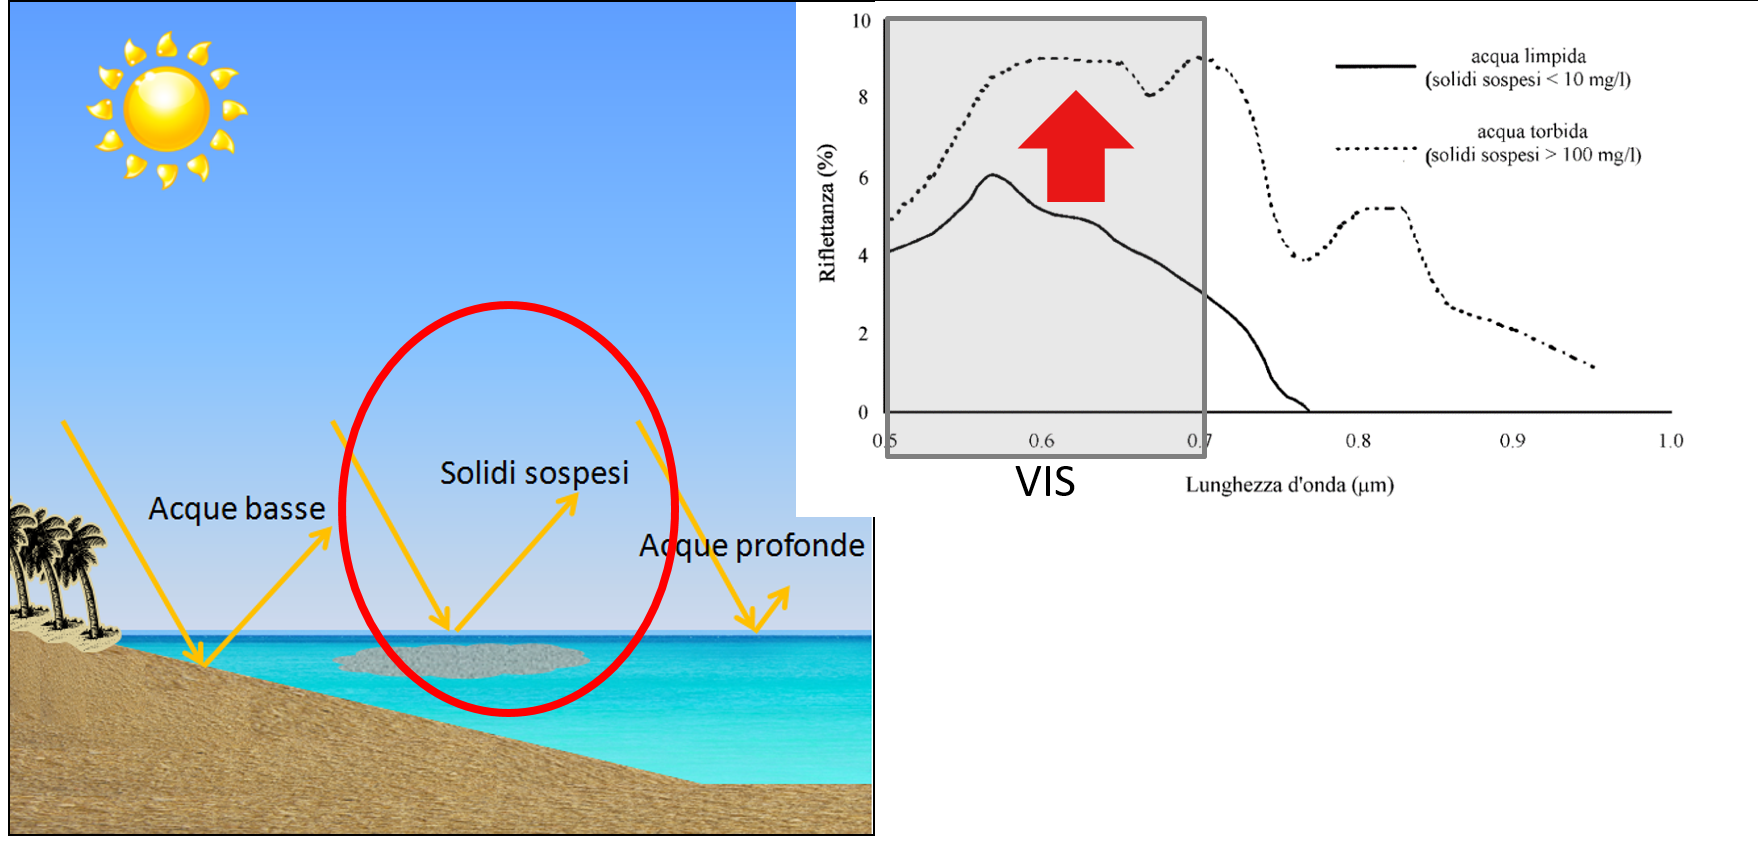 Acque basse
Solidi sospesi
Acque profonde
10
8
6
4
2
0
Riflettanza (%)
0.5
0.6
0.7
0.8
0.9
1.0
VIS
Lunghezza d'onda (µm)
acqua limpida
(solidi sospesi < 10 mg/l)
acqua torbida
(solidi sospesi > 100 mg/l)